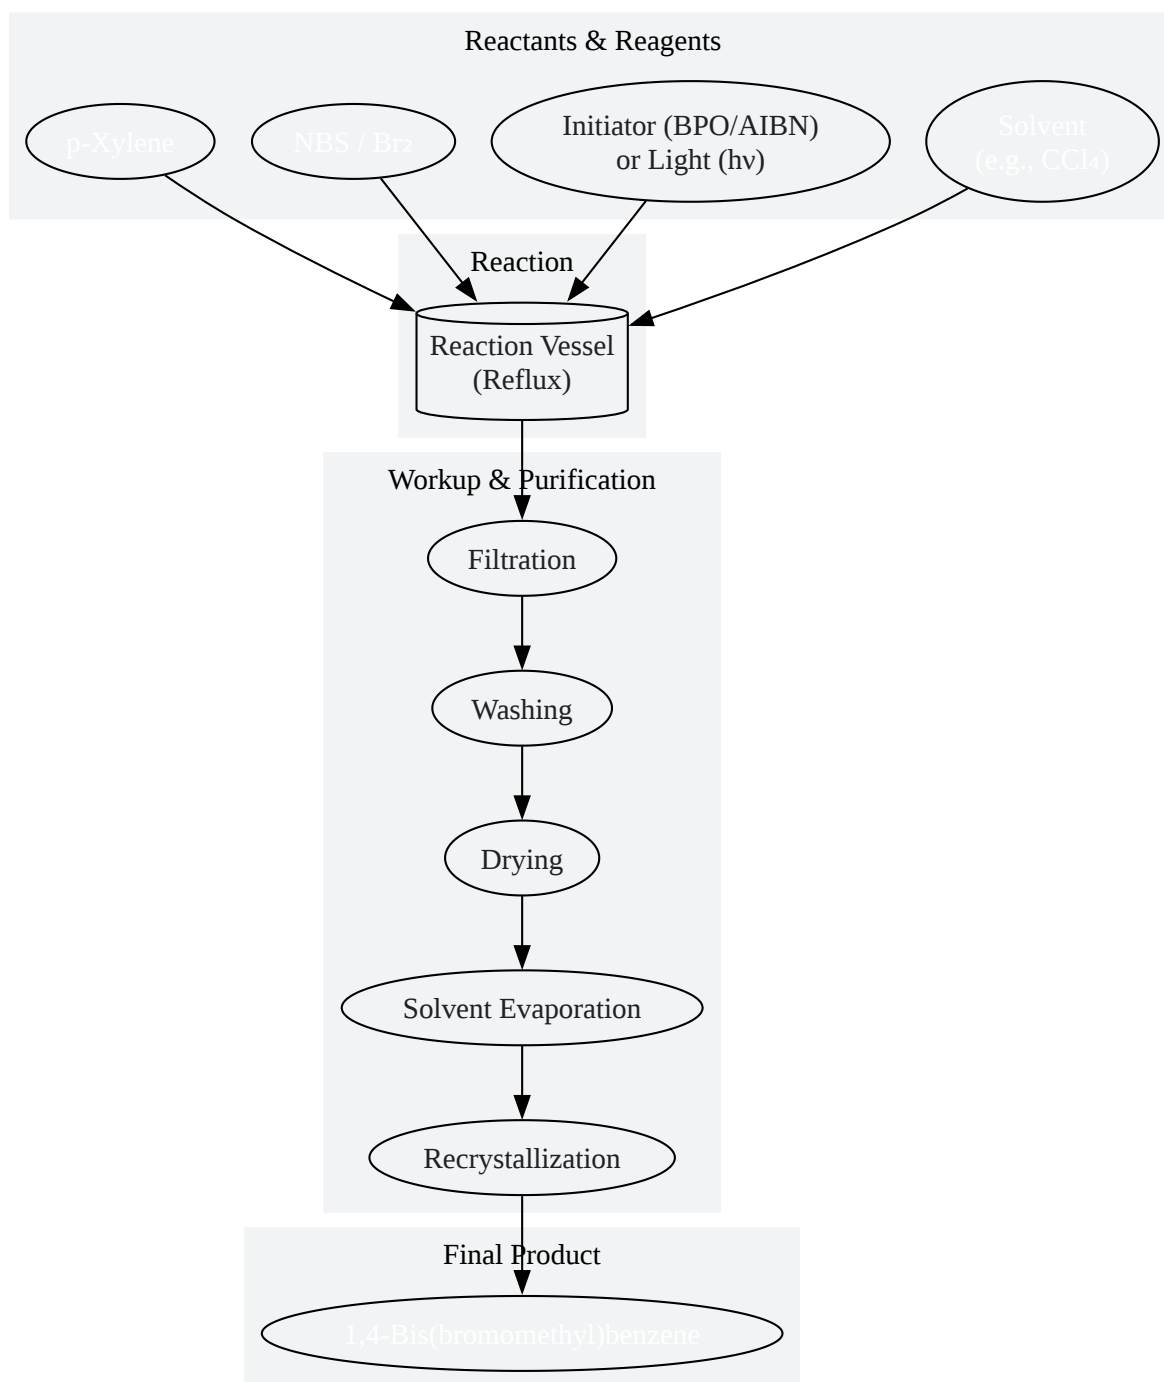 Reactants & Reagents
p-Xylene
NBS / Br₂
Initiator (BPO/AIBN)
or Light (hν)
Solvent
(e.g., CCl₄)
Reaction
Reaction Vessel
(Reflux)
Workup & Purification
Filtration
Washing
Drying
Solvent Evaporation
Recrystallization
Final Product
1,4-Bis(bromomethyl)benzene